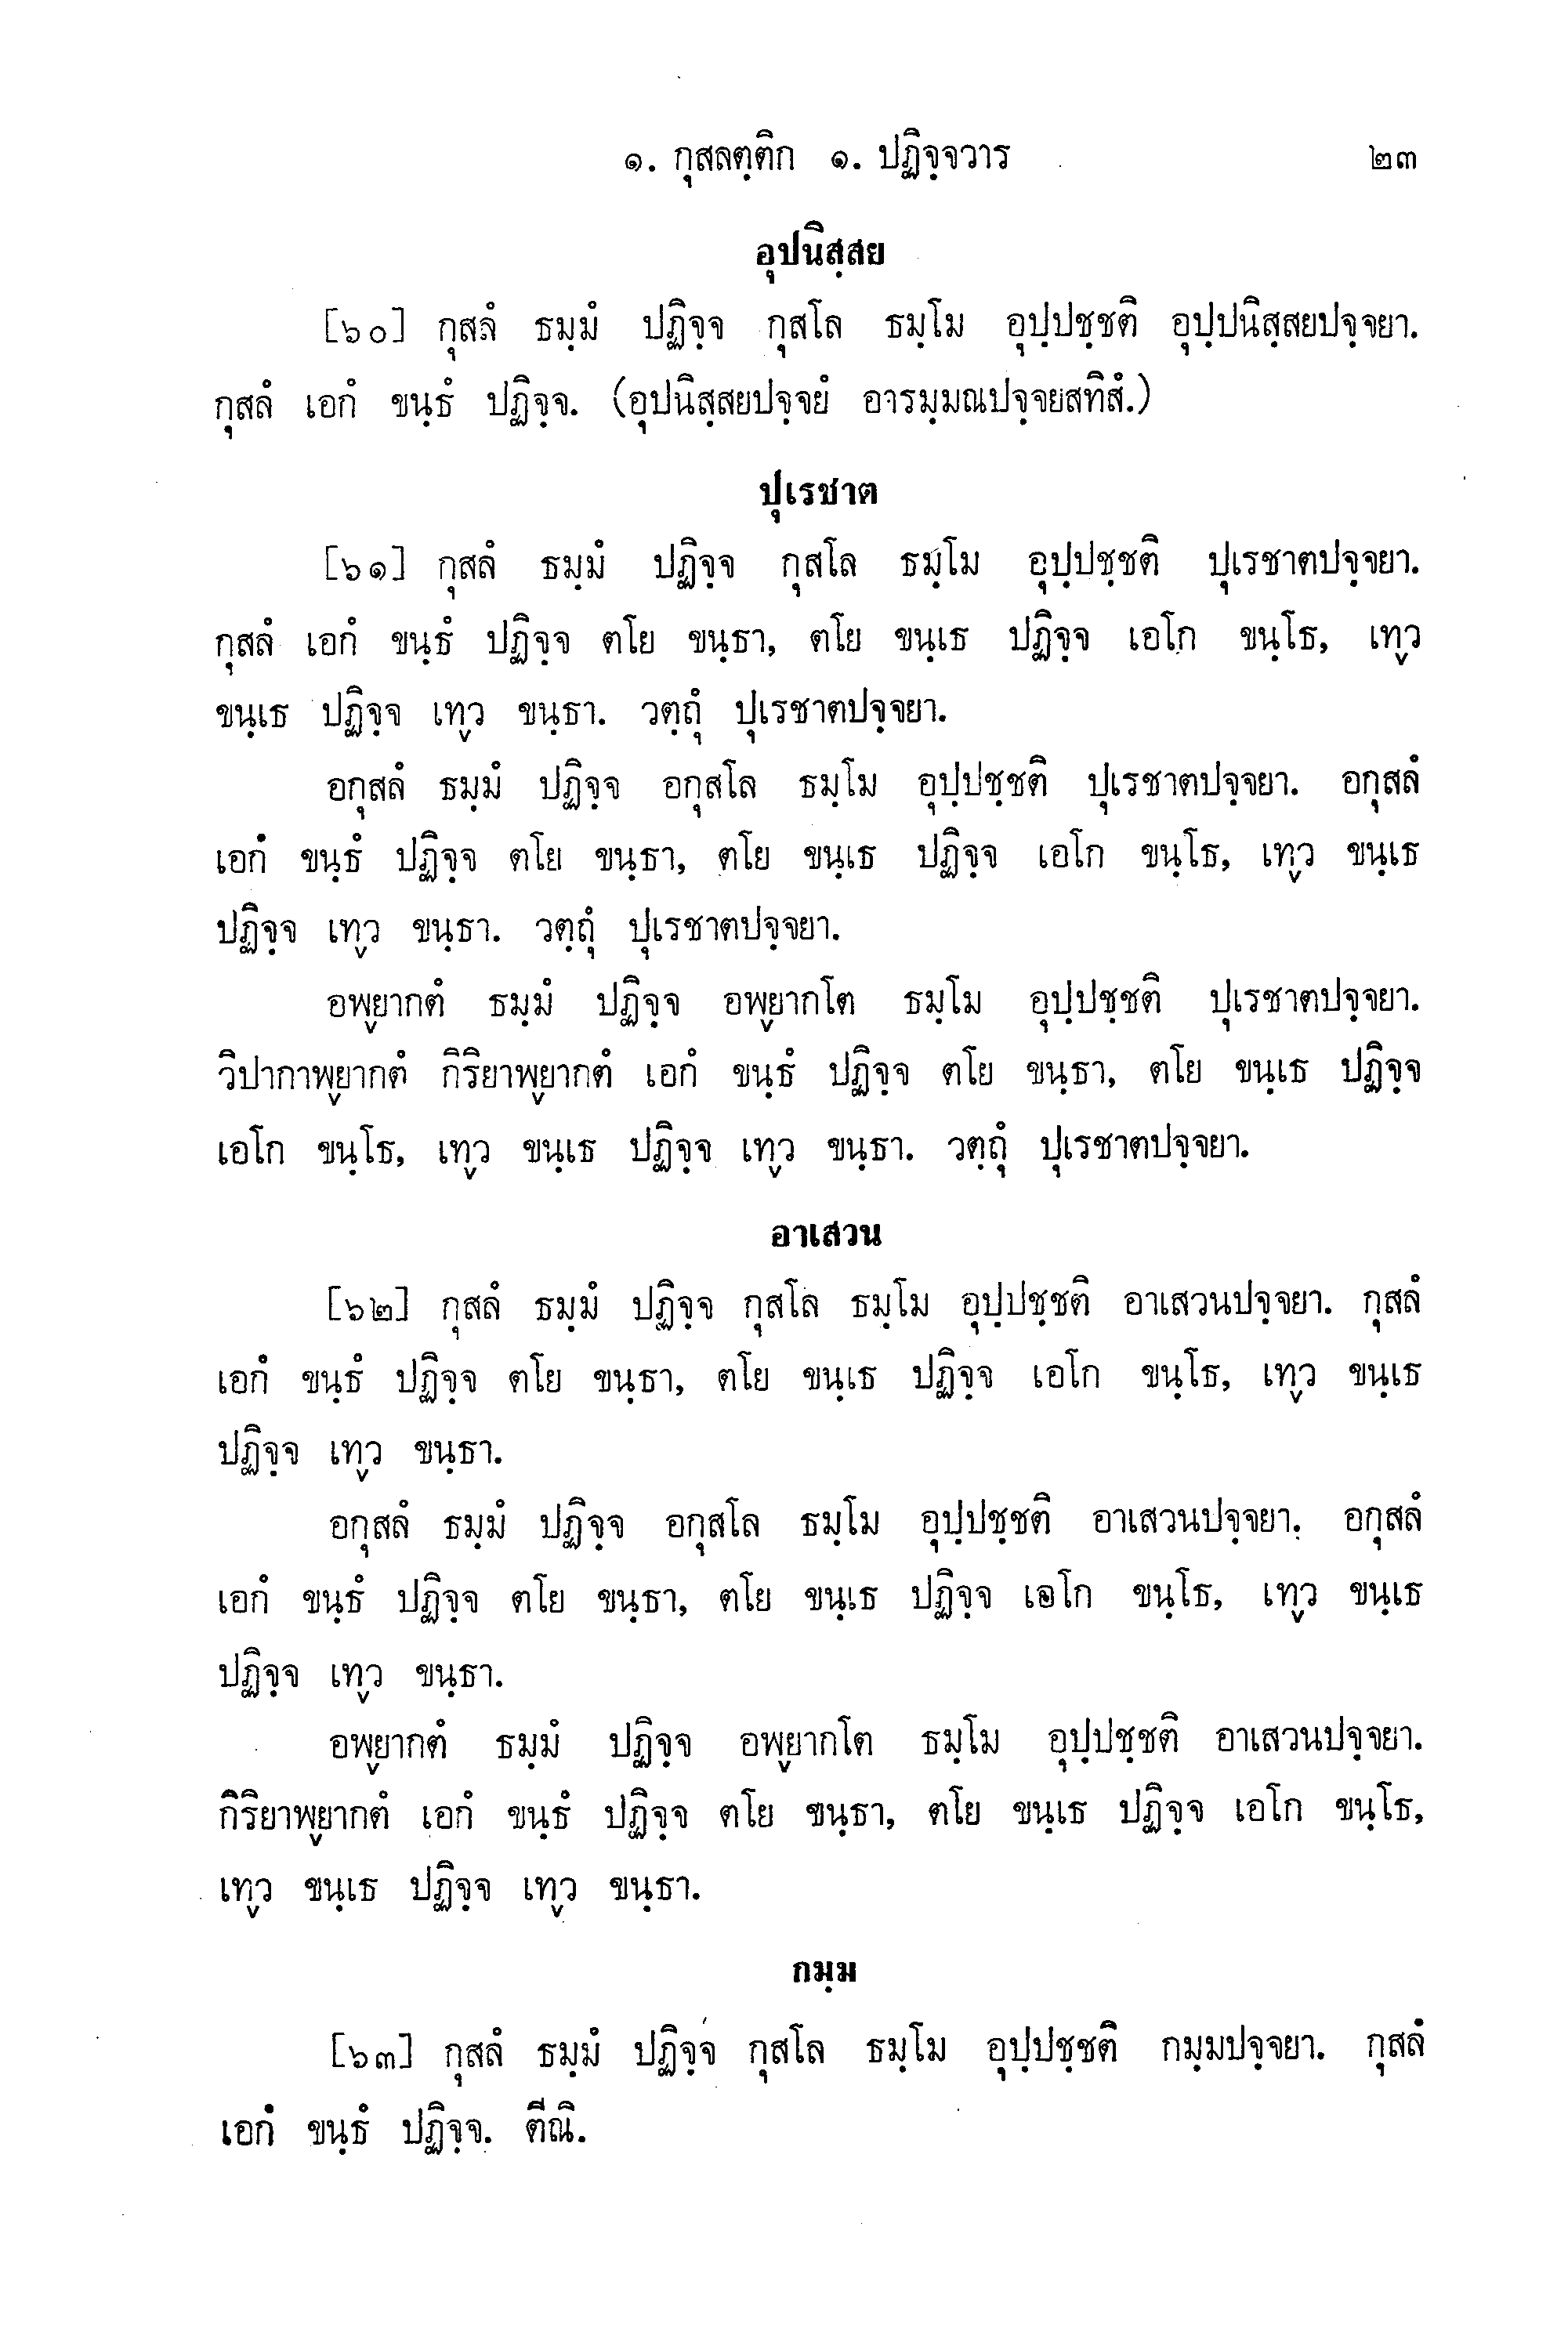 ๑. กุสลตฺติก ๑. ปฏิจฺจวาร ๒๓
อุปนิสฺสย
[๖๐] กุสลํ ธมฺมํ ปฏิจฺจ กุสโล ธมฺโม อุปฺปชฺชติ อุปฺปนิสฺสยปจฺจยา.
กุสลํ เอกํ ขนฺธํ ปฏิจฺจ. (อุปนิสฺสยปจฺจยํ อารมฺมณปจฺจยสทิสํ.)
ปุเรชาต
[๖๑] กุสลํ ธมฺมํ ปฏิจฺจ กุสโล ธมฺโม อุปฺปชฺชติ ปุเรชาตปจฺจยา.
กุสลํ เอกํ ขนฺธํ ปฏิจฺจ ตโย ขนฺธา, ตโย ขนฺเธ ปฏิจฺจ เอโก ขนฺโธ, เทฺว
ขนฺเธ ปฏิจฺจ เทฺว ขนฺธา. วตฺถุํ ปุเรชาตปจฺจยา.
อกุสลํ ธมฺมํ ปฏิจฺจ อกุสโล ธมฺโม อุปฺปชฺชติ ปุเรชาตปจฺจยา. อกุสลํ
เอกํ ขนฺธํ ปฏิจฺจ ตโย ขนฺธา, ตโย ขนฺเธ ปฏิจฺจ เอโก ขนฺโธ, เทฺว ขนฺเธ
ปฏิจฺจ เทฺว ขนฺธา. วตฺถุํ ปุเรชาตปจฺจยา.
อพฺยากตํ ธมฺมํ ปฏิจฺจ อพฺยากโต ธมฺโม อุปฺปชฺชติ ปุเรชาตปจฺจยา.
วิปากาพฺยากตํ กิริยาพฺยากตํ เอกํ ขนฺธํ ปฏิจฺจ ตโย ขนฺธา, ตโย ขนฺเธ ปฏิจฺจ
เอโก ขนฺโธ, เทฺว ขนฺเธ ปฏิจฺจ เทฺว ขนฺธา. วตฺถุํ ปุเรชาตปจฺจยา.
อาเสวน
[๖๒] กุสลํ ธมฺมํ ปฏิจฺจ กุสโล ธมฺโม อุปฺปชฺชติ อาเสวนปจฺจยา. กุสลํ
เอกํ ขนฺธํ ปฏิจฺจ ตโย ขนฺธา, ตโย ขนฺเธ ปฏิจฺจ เอโก ขนฺโธ, เทฺว ขนฺเธ
ปฏิจฺจ เทฺว ขนฺธา.
อกุสลํ ธมฺมํ ปฏิจฺจ อกุสโล ธมฺโม อุปฺปชฺชติ อาเสวนปจฺจยา. อกุสลํ
เอกํ ขนฺธํ ปฏิจฺจ ตโย ขนฺธา, ตโย ขนฺเธ ปฏิจฺจ เอโก ขนฺโธ, เทฺว ขนฺเธ
ปฏิจฺจ เทฺว ขนฺธา.
อพฺยากตํ ธมฺมํ ปฏิจฺจ อพฺยากโต ธมฺโม อุปฺปชฺชติ อาเสวนปจฺจยา.
กิริยาพฺยากตํ เอกํ ขนฺธํ ปฏิจฺจ ตโย ขนฺธา, ตโย ขนฺเธ ปฏิจฺจ เอโก ขนฺโธ,
เทฺว ขนฺเธ ปฏิจฺจ เทฺว ขนฺธา.
กมฺม
[๖๓] กุสลํ ธมฺมํ ปฏิจฺจ กุสโล ธมฺโม อุปฺปชฺชติ กมฺมปจฺจยา. กุสลํ
เอกํ ขนฺธํ ปฏิจฺจ. ตีณิ.